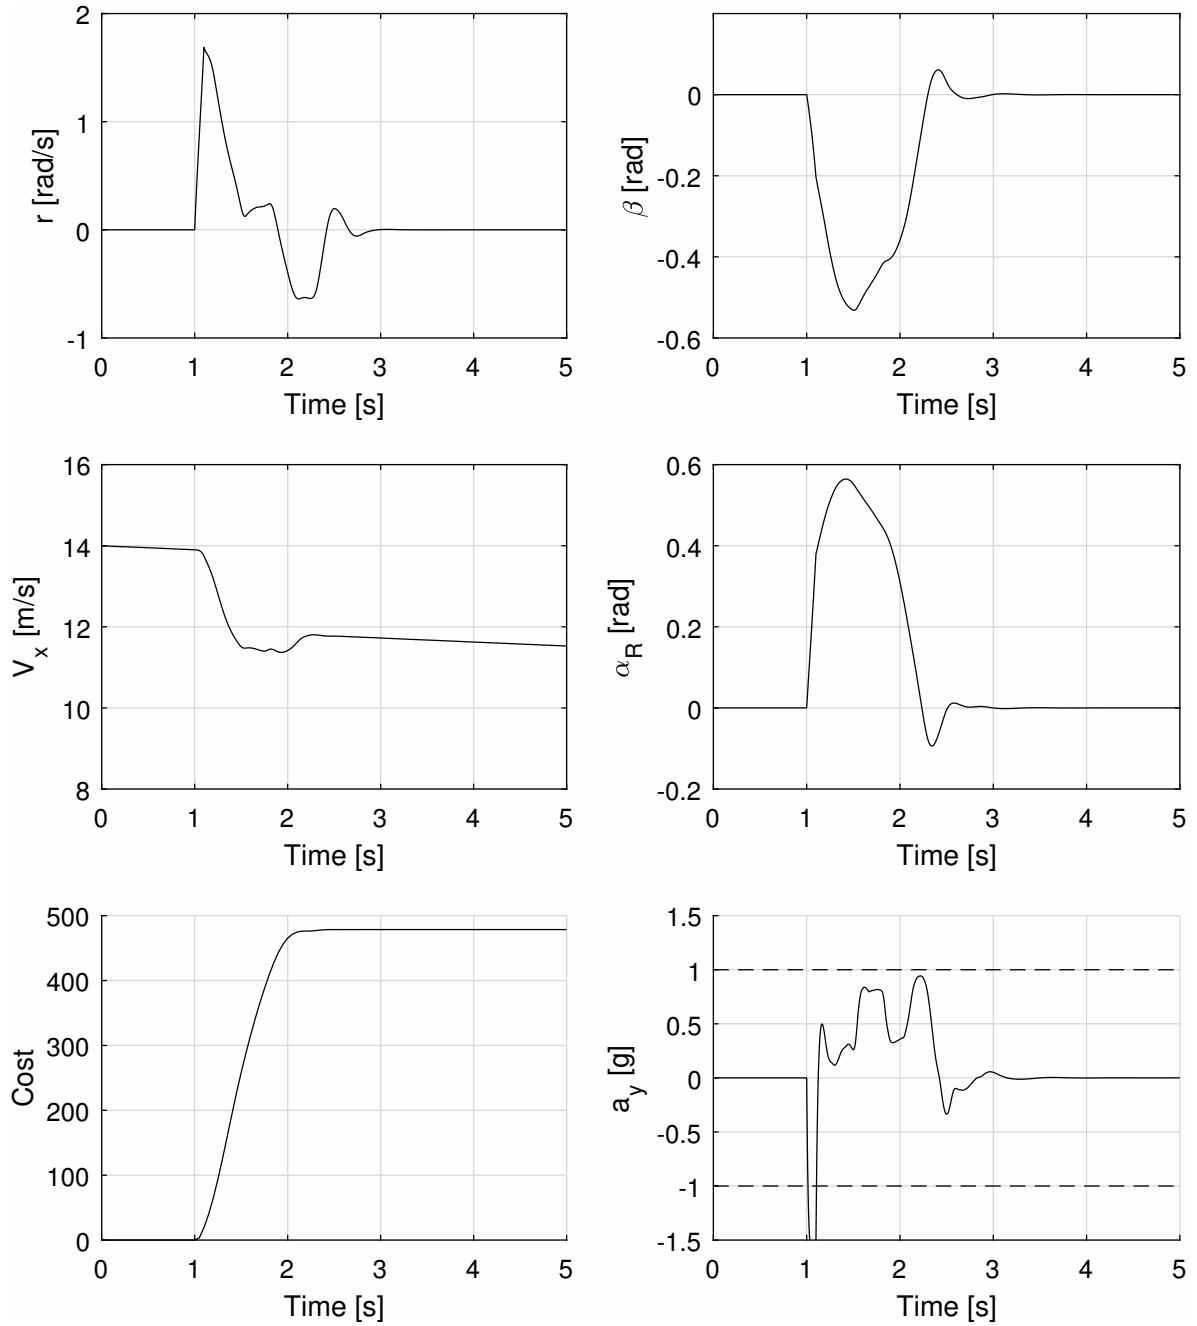 2
1
0
-1
r [rad/s]
0 1 2 3 4 5
Time [s]
0
-0.2
-0.4
-0.6
β [rad]
0 1 2 3 4 5
Time [s]
16
14
12
10
8
V_x [m/s]
0 1 2 3 4 5
Time [s]
0.6
0.4
0.2
0
-0.2
α_R [rad]
0 1 2 3 4 5
Time [s]
500
400
300
200
100
0
Cost
0 1 2 3 4 5
Time [s]
1.5
1
0.5
0
-0.5
-1
-1.5
a_y [g]
0 1 2 3 4 5
Time [s]